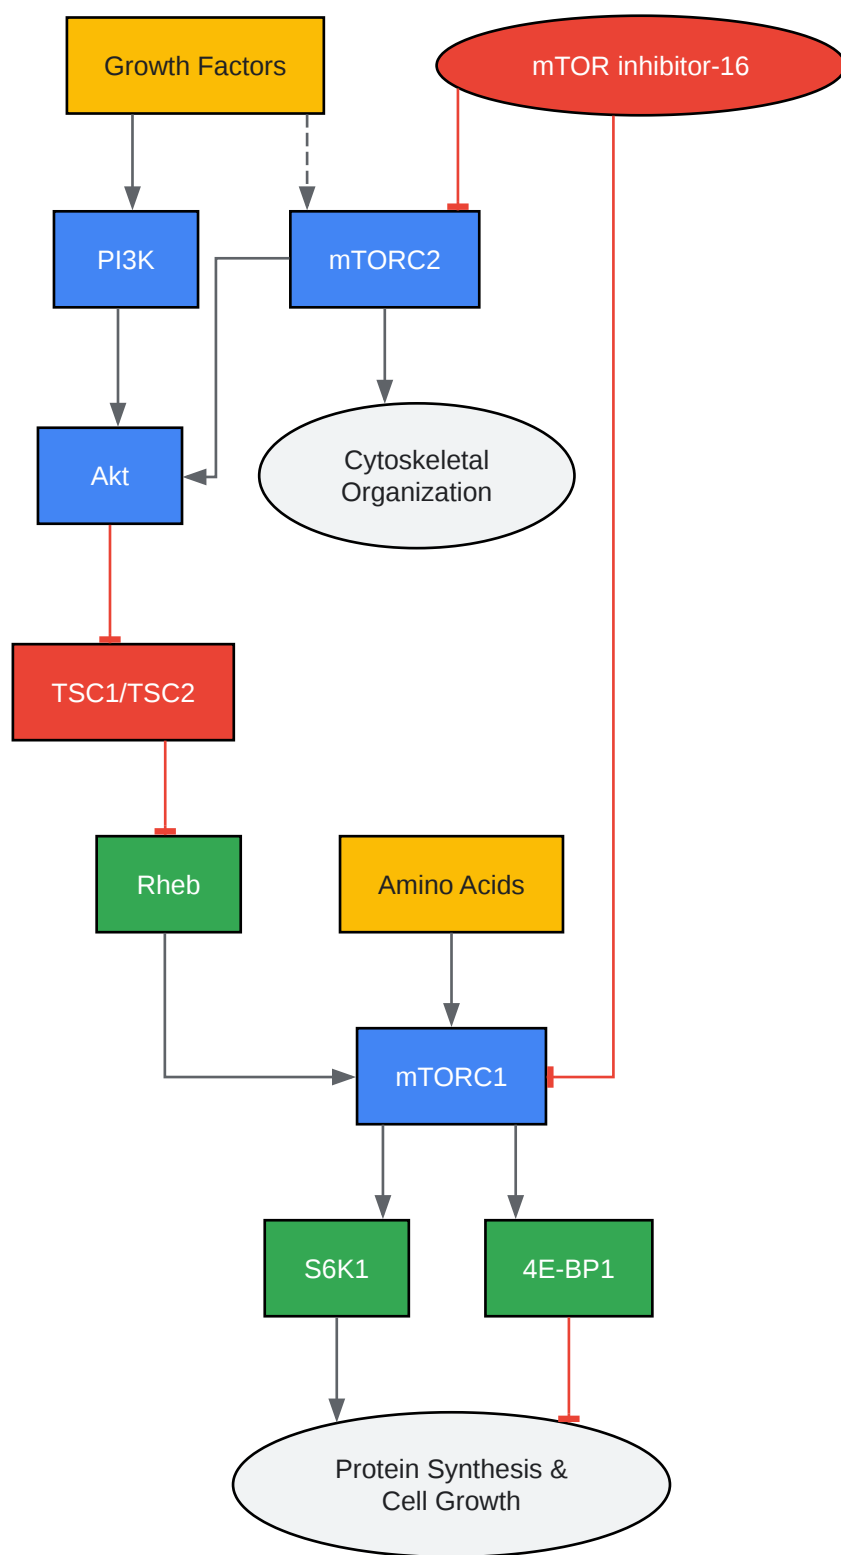 Growth Factors
mTOR inhibitor-16
PI3K
mTORC2
Akt
Cytoskeletal
Organization
TSC1/TSC2
Rheb
Amino Acids
mTORC1
S6K1
4E-BP1
Protein Synthesis &
Cell Growth